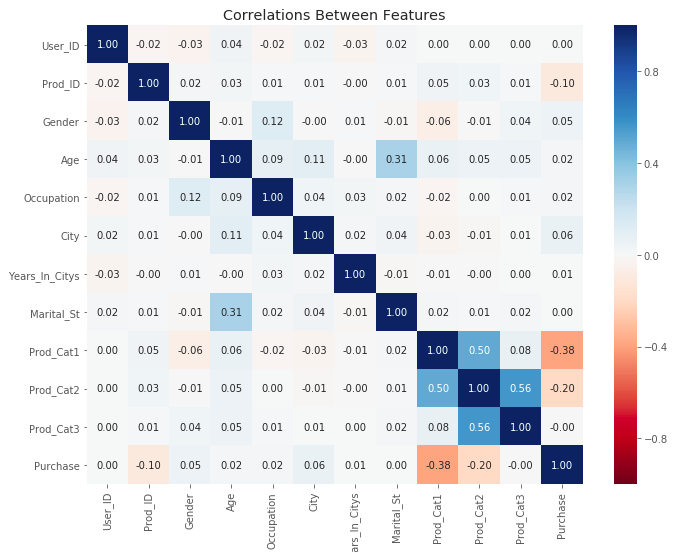 Correlations Between Features
User_ID 1.00 -0.02 -0.03 0.04 -0.02 0.02 -0.03 0.02 0.00 0.00 0.00 0.00
Prod_ID -0.02 1.00 0.02 0.03 0.01 0.01 -0.00 0.01 0.05 0.03 0.01 -0.10
Gender -0.03 0.02 1.00 -0.01 0.12 -0.00 0.01 -0.01 -0.06 -0.01 0.04 0.05
Age 0.04 0.03 -0.01 1.00 0.09 0.11 -0.00 0.31 0.06 0.05 0.05 0.02
Occupation -0.02 0.01 0.12 0.09 1.00 0.04 0.03 0.02 -0.02 0.00 0.01 0.02
City 0.02 0.01 -0.00 0.11 0.04 1.00 0.02 0.04 -0.03 -0.01 0.01 0.06
Years_In_Citys -0.03 -0.00 0.01 -0.00 0.03 0.02 1.00 -0.01 -0.01 -0.00 0.00 0.01
Marital_St 0.02 0.01 -0.01 0.31 0.02 0.04 -0.01 1.00 0.02 0.01 0.02 0.00
Prod_Cat1 0.00 0.05 -0.06 0.06 -0.02 -0.03 -0.01 0.02 1.00 0.50 0.08 -0.38
Prod_Cat2 0.00 0.03 -0.01 0.05 0.00 -0.01 -0.00 0.01 0.50 1.00 0.56 -0.20
Prod_Cat3 0.00 0.01 0.04 0.05 0.01 0.01 0.00 0.02 0.08 0.56 1.00 -0.00
Purchase 0.00 -0.10 0.05 0.02 0.02 0.06 0.01 0.00 -0.38 -0.20 -0.00 1.00
User_ID
Prod_ID
Gender
Age
Occupation
City
ars_In_Citys
Marital_St
Prod_Cat1
Prod_Cat2
Prod_Cat3
Purchase
0.8
0.4
0.0
−0.4
−0.8